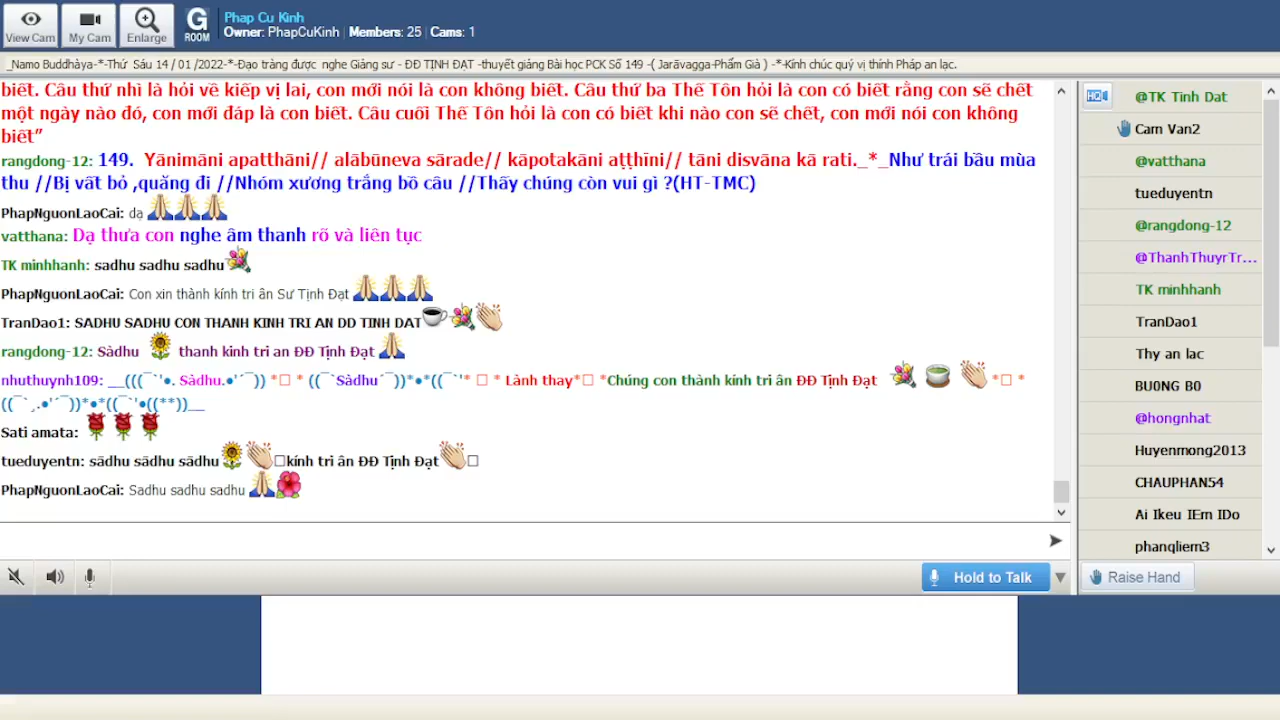 View Cam
My Cam
Enlarge
G
ROOM
Phap Cu Kinh
Owner: PhapCuKinh | Members: 25 | Cams: 1
_Namo Buddhàya-*-Thứ Sáu 14 / 01 /2022-*-Đạo tràng được nghe Giảng sư - ĐĐ TỊNH ĐẠT -thuyết giảng Bài học PCK Số 149 -( Jarāvagga-Phẩm Già ) -*-Kính chúc quý vị thính Pháp an lạc.
biết. Câu thứ nhì là hỏi về kiếp vị lai, con mới nói là con không biết. Câu thứ ba Thế Tôn hỏi là con có biết rằng con sẽ chết
một ngày nào đó, con mới đáp là con biết. Câu cuối Thế Tôn hỏi là con có biết khi nào con sẽ chết, con mới nói con không
biết”
rangdong-12: 149. Yānimāni apatthāni// alābūneva sārade// kāpotakāni aṭṭhīni// tāni disvāna kā rati._*_Như trái bầu mùa
thu //Bị vất bỏ ,quăng đi //Nhóm xương trắng bồ câu //Thấy chúng còn vui gì ?(HT-TMC)
PhapNguonLaoCai: dạ
vatthana: Dạ thưa con nghe âm thanh rõ và liên tục
TK minhhanh: sadhu sadhu sadhu
PhapNguonLaoCai: Con xin thành kính tri ân Sư Tịnh Đạt
TranDao1: SADHU SADHU CON THANH KINH TRI AN DD TINH DAT
rangdong-12: Sàdhu thanh kinh tri an ĐĐ Tịnh Đạt
nhuthuynh109: __(((¯`'•. Sàdhu.•'´¯)) *□ * ((¯`Sàdhu´¯))*•*((¯`'* □ * Lành thay*□ *Chúng con thành kính tri ân ĐĐ Tịnh Đạt *□ *
((¯`¸.•'´¯))*•*((¯`'•((**))__
Sati amata:
tueduyentn: sādhu sādhu sādhu □kính tri ân ĐĐ Tịnh Đạt □
PhapNguonLaoCai: Sadhu sadhu sadhu
Hold to Talk
HQ
@TK Tinh Dat
Cam Van2
@vatthana
tueduyentn
@rangdong-12
@ThanhThuyrTr...
TK minhhanh
TranDao1
Thy an lac
BU0NG B0
@hongnhat
Huyenmong2013
CHAUPHAN54
Ai Ikeu IEm IDo
phanqliem3
Raise Hand